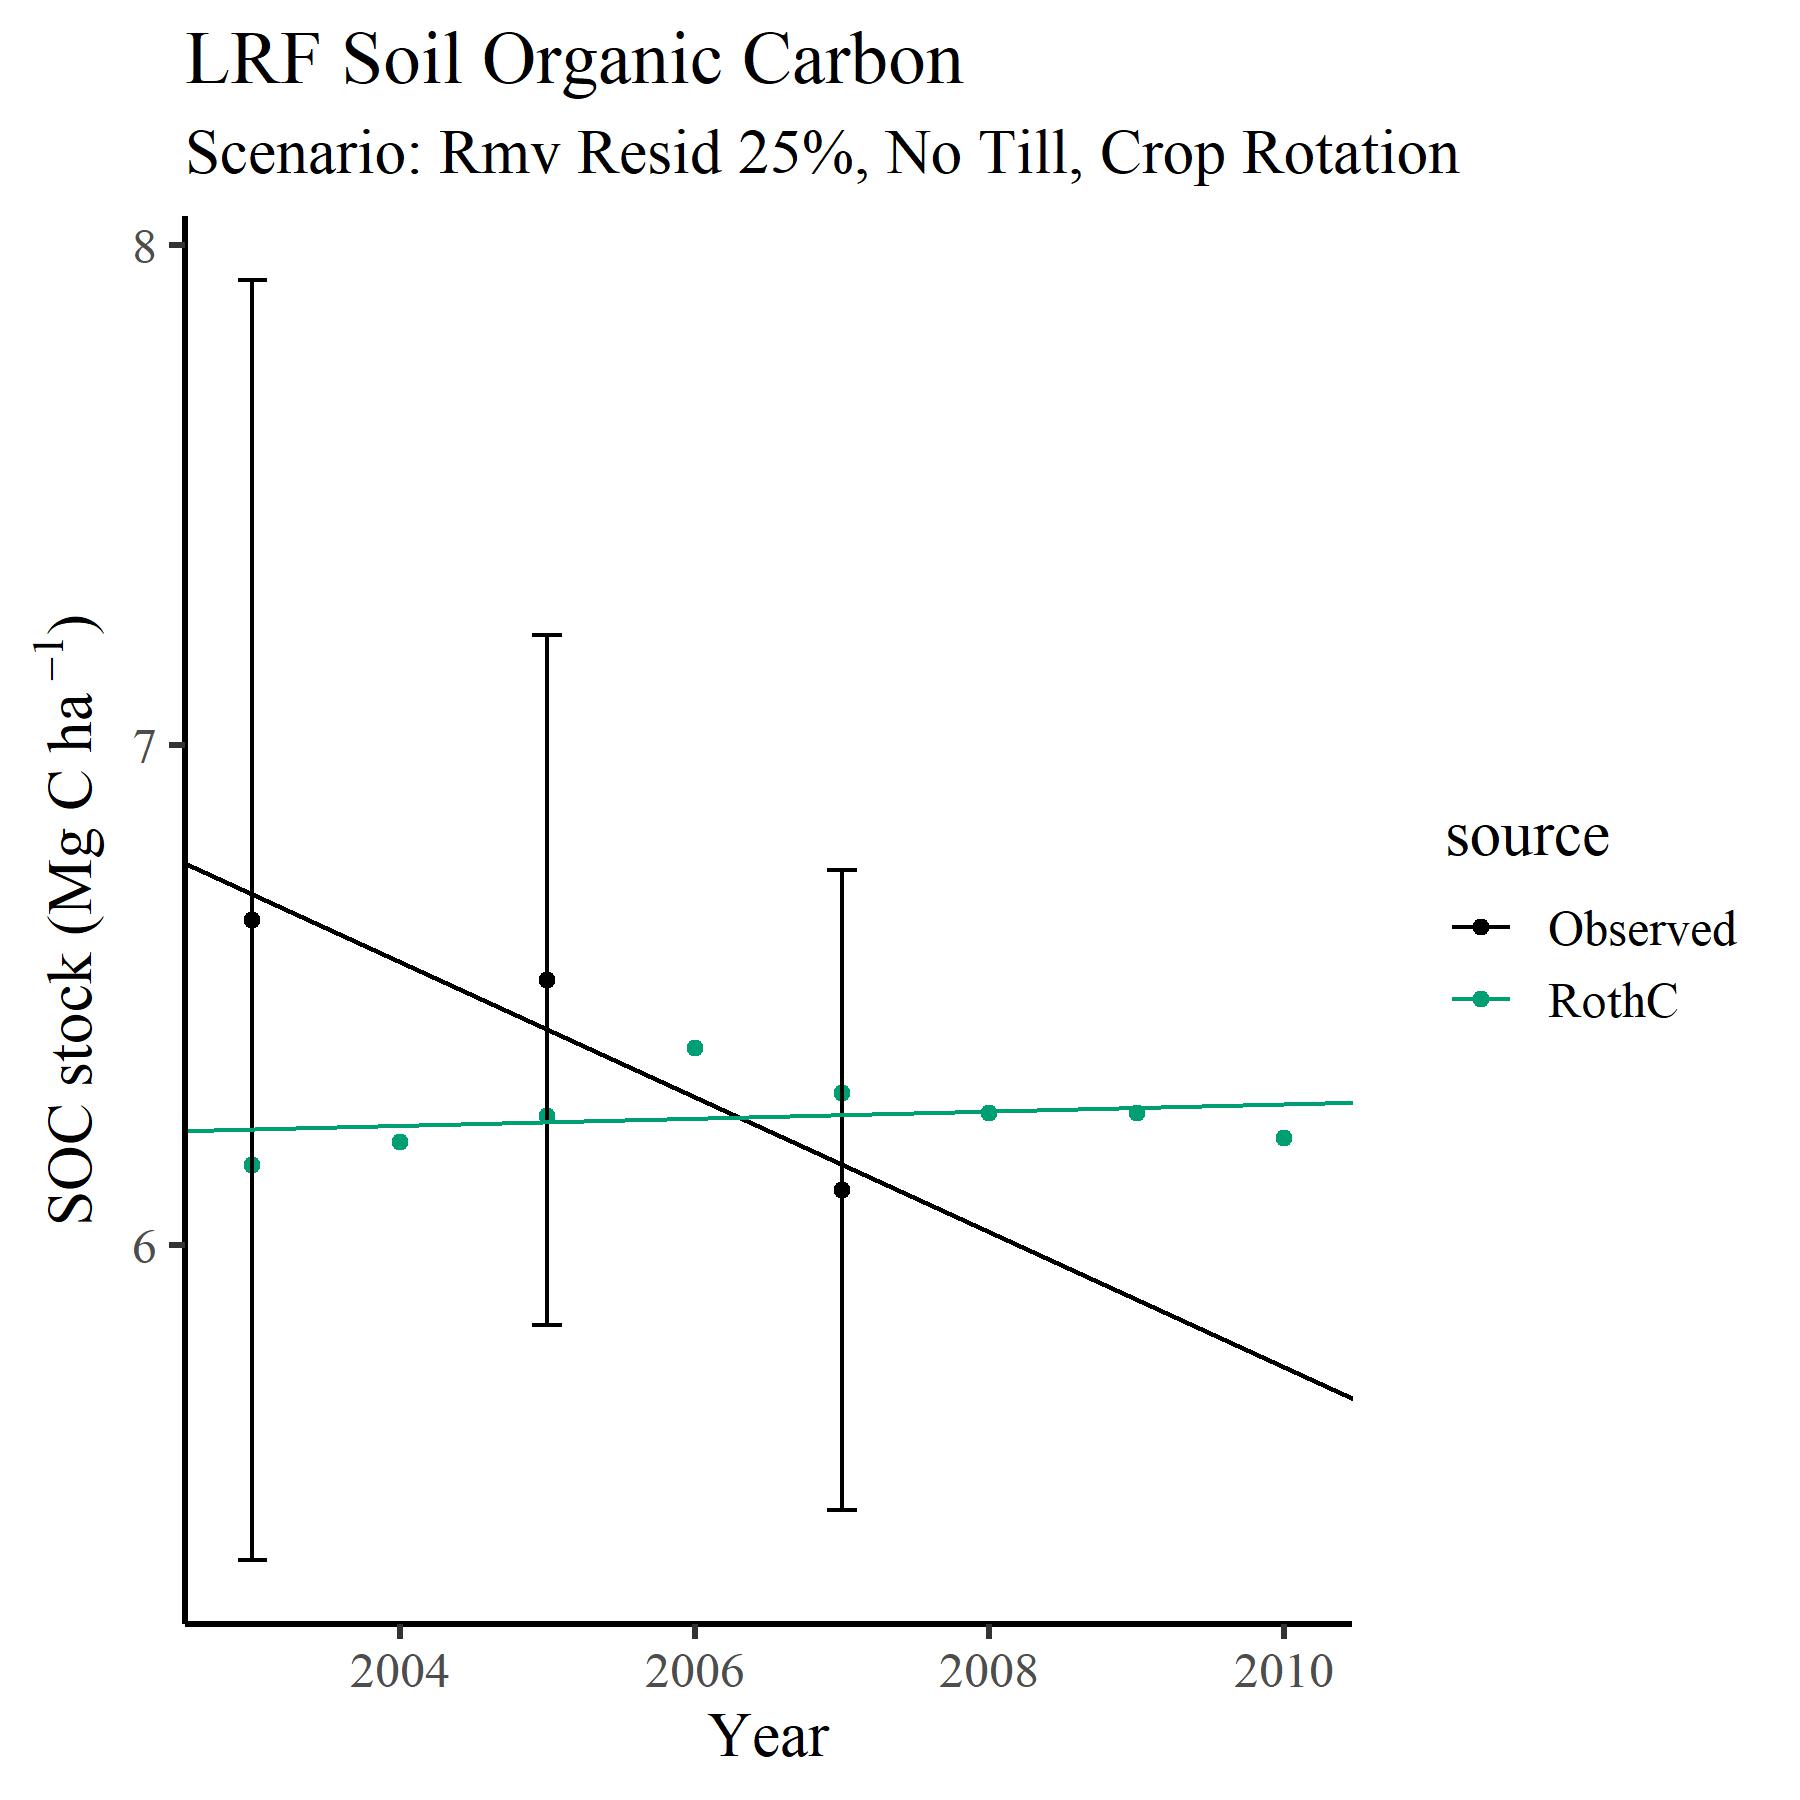 LRF Soil Organic Carbon
Scenario: Rmv Resid 25%, No Till, Crop Rotation
SOC stock (Mg C ha⁻¹)
8
7
6
2004 2006 2008 2010
Year
source
Observed
RothC